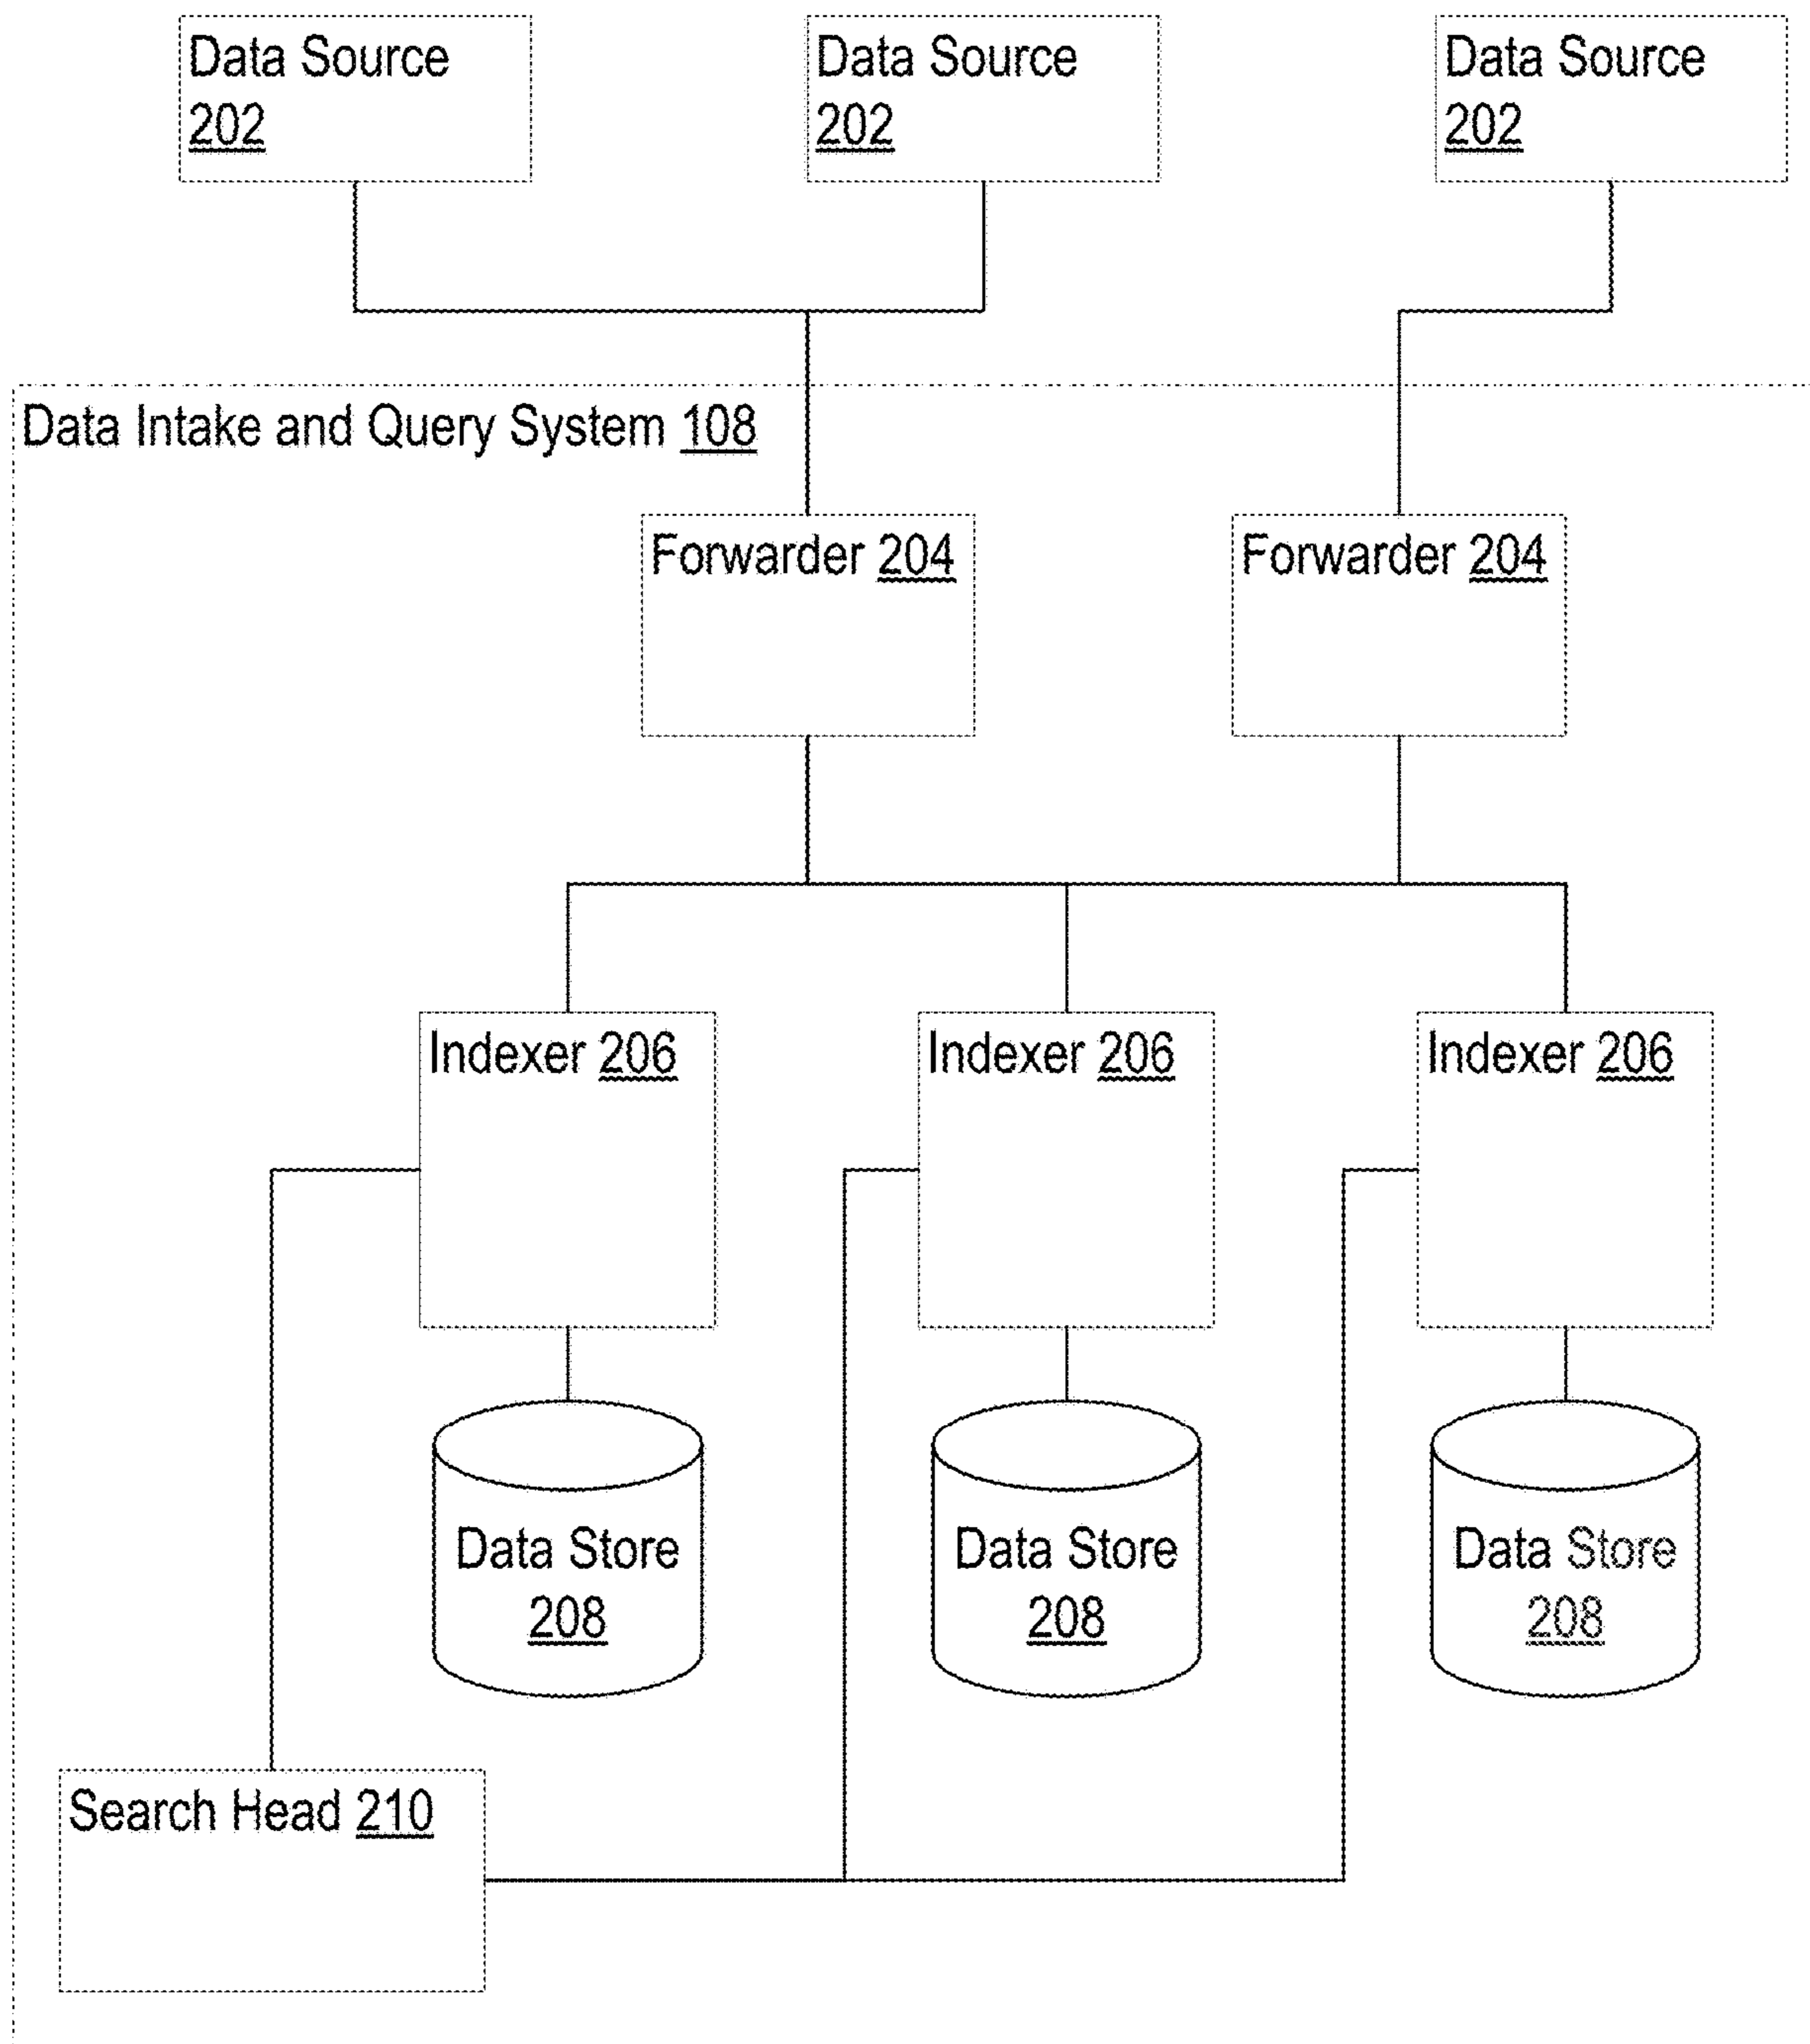 Data Source
202
Data Source
202
Data Source
202
Data Intake and Query System 108
Forwarder 204
Forwarder 204
Indexer 206
Indexer 206
Indexer 206
Data Store
208
Data Store
208
Data Store
208
Search Head 210